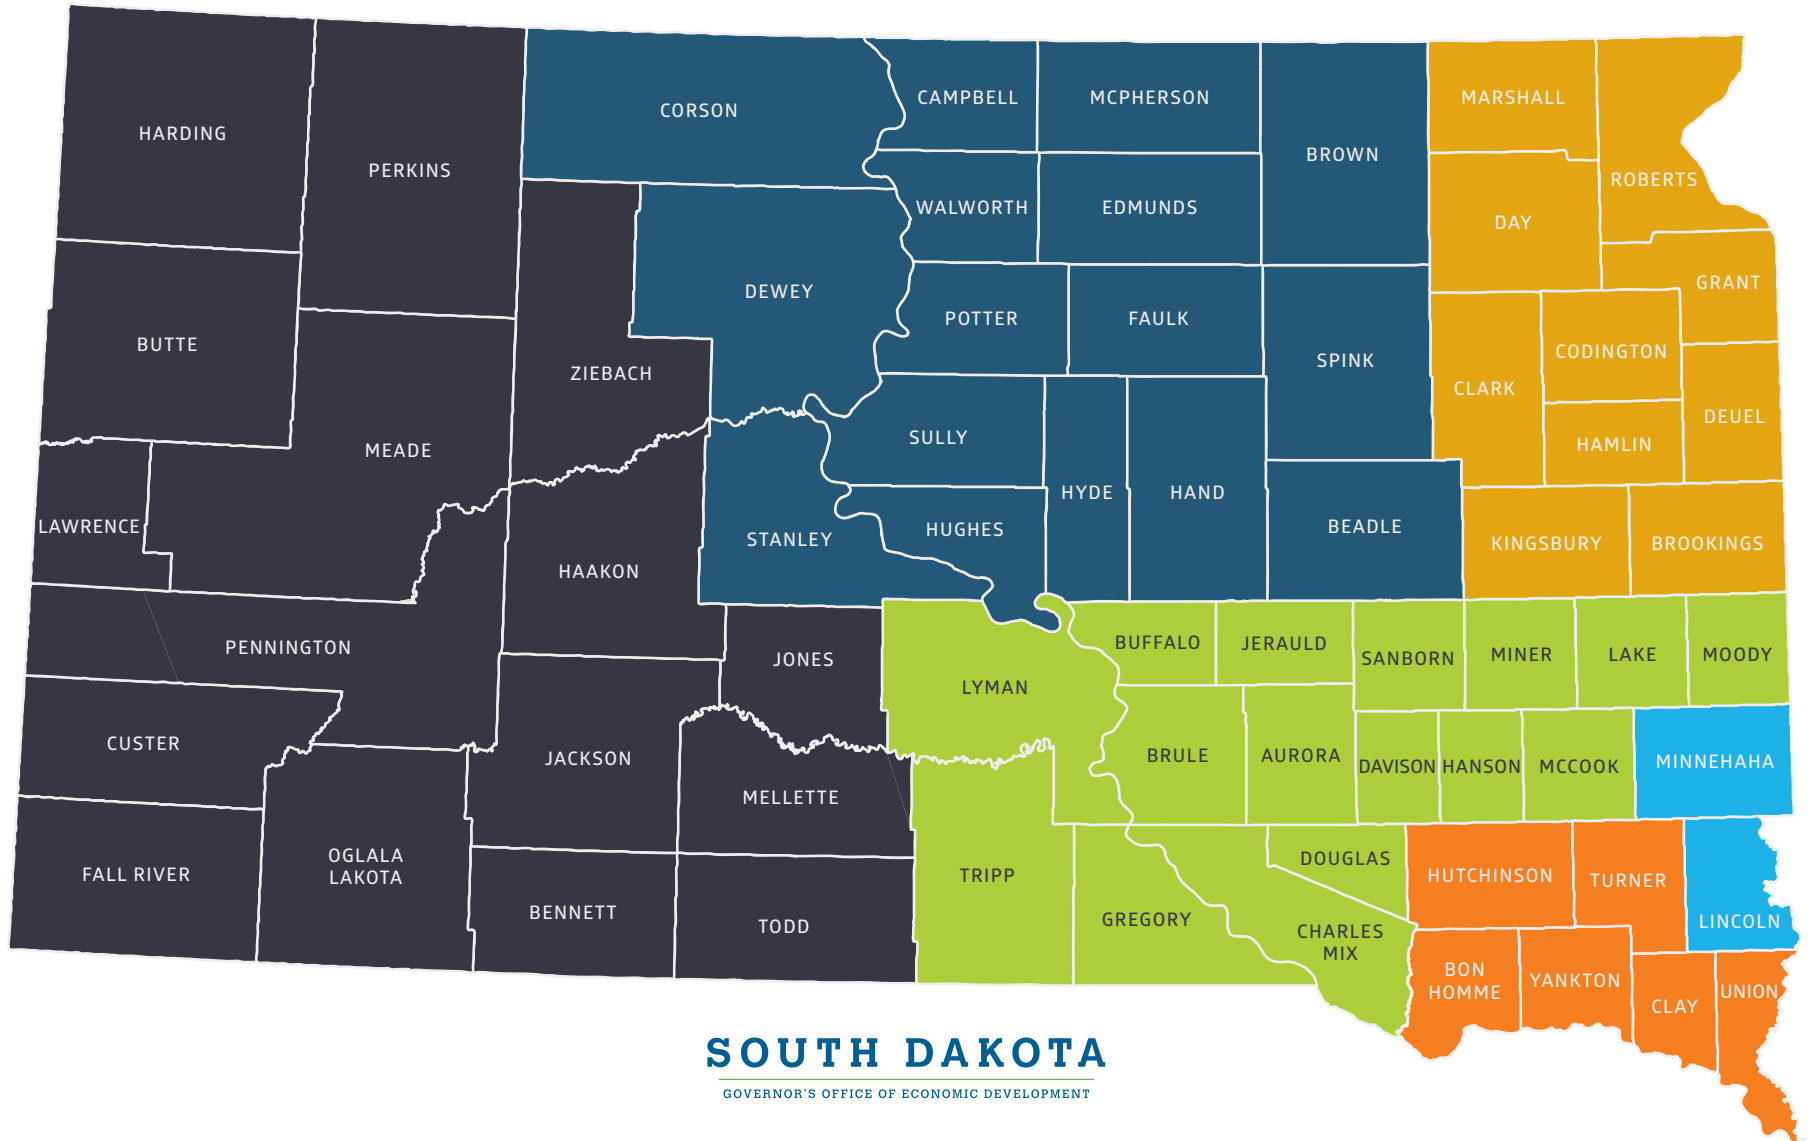 HARDING
PERKINS
CORSON
CAMPBELL
MCPHERSON
BROWN
MARSHALL
ROBERTS
WALWORTH
EDMUNDS
DAY
GRANT
BUTTE
ZIEBACH
DEWEY
POTTER
FAULK
SPINK
CLARK
CODINGTON
DEUEL
HAMLIN
MEADE
SULLY
HYDE
HAND
LAWRENCE
HAAKON
STANLEY
HUGHES
BEADLE
KINGSBURY
BROOKINGS
PENNINGTON
JONES
LYMAN
BUFFALO
JERAULD
SANBORN
MINER
LAKE
MOODY
CUSTER
JACKSON
MELLETTE
BRULE
AURORA
DAVISON
HANSON
MCCOOK
MINNEHAHA
FALL RIVER
OGLALA
LAKOTA
BENNETT
TODD
TRIPP
GREGORY
DOUGLAS
CHARLES
MIX
HUTCHINSON
TURNER
LINCOLN
BON
HOMME
YANKTON
CLAY
UNION
SOUTH DAKOTA
GOVERNOR'S OFFICE OF ECONOMIC DEVELOPMENT